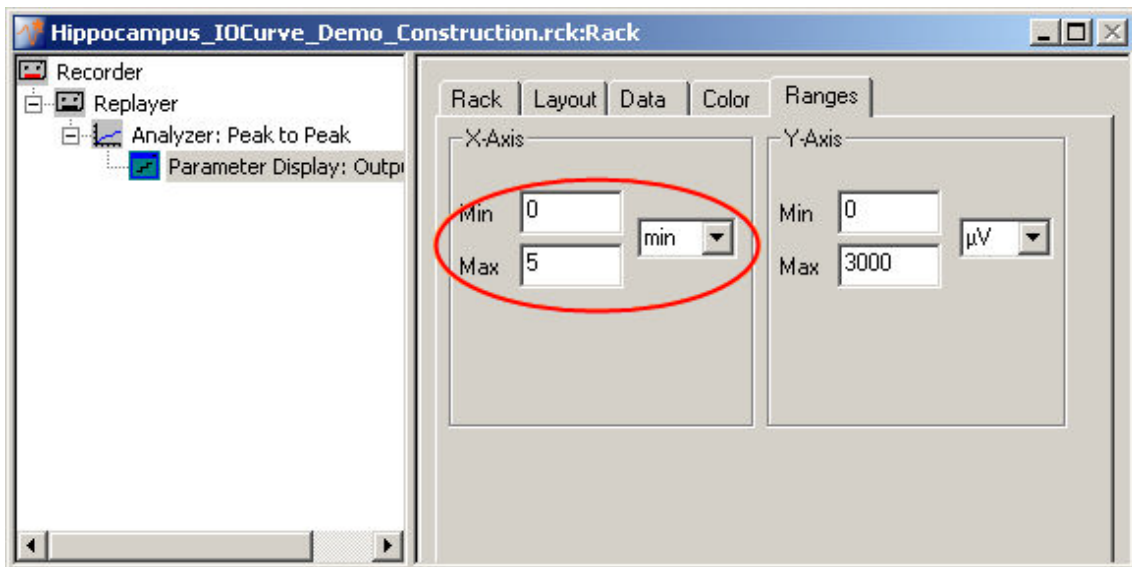 Hippocampus_IOCurve_Demo_Construction.rck:Rack
Recorder
Replayer
Analyzer: Peak to Peak
Parameter Display: Outp
Rack Layout Data Color Ranges
X-Axis
Min 0
min
Max 5
Y-Axis
Min 0
µV
Max 3000